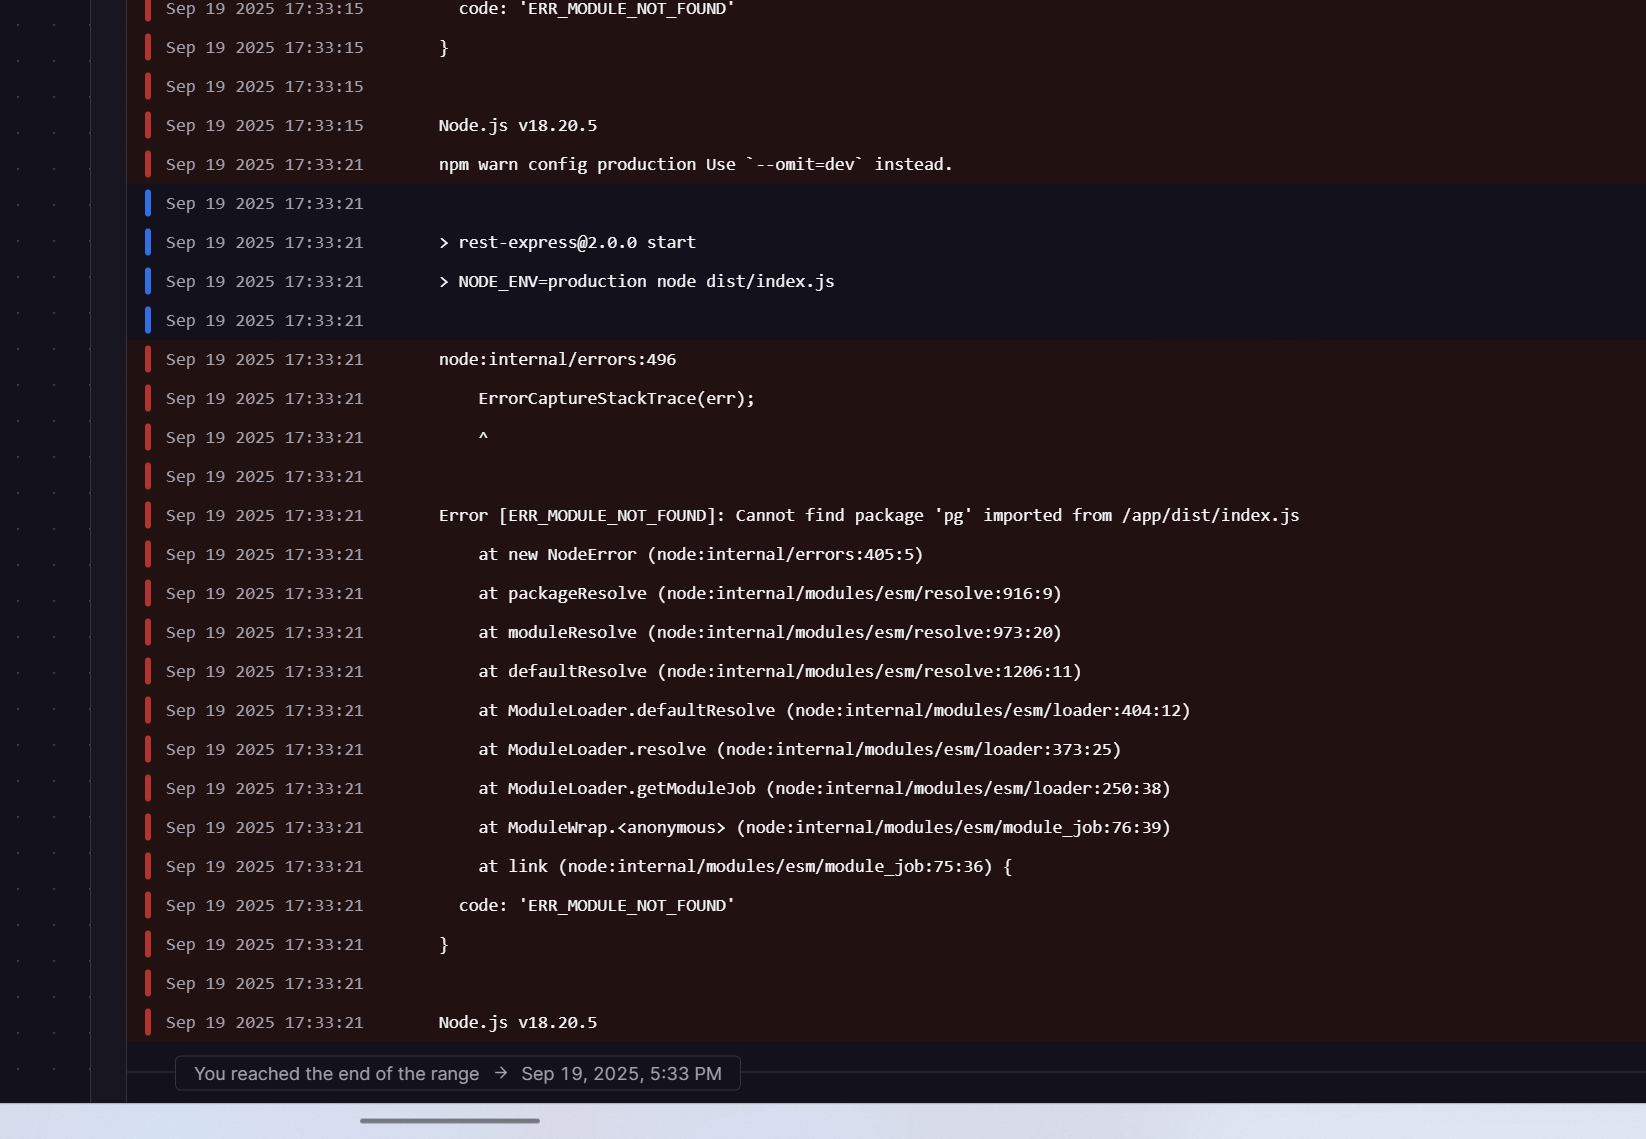 Sep 19 2025 17:33:15 code: 'ERR_MODULE_NOT_FOUND'
Sep 19 2025 17:33:15 }
Sep 19 2025 17:33:15
Sep 19 2025 17:33:15 Node.js v18.20.5
Sep 19 2025 17:33:21 npm warn config production Use `--omit=dev` instead.
Sep 19 2025 17:33:21
Sep 19 2025 17:33:21 > rest-express@2.0.0 start
Sep 19 2025 17:33:21 > NODE_ENV=production node dist/index.js
Sep 19 2025 17:33:21
Sep 19 2025 17:33:21 node:internal/errors:496
Sep 19 2025 17:33:21 ErrorCaptureStackTrace(err);
Sep 19 2025 17:33:21 ^
Sep 19 2025 17:33:21
Sep 19 2025 17:33:21 Error [ERR_MODULE_NOT_FOUND]: Cannot find package 'pg' imported from /app/dist/index.js
Sep 19 2025 17:33:21 at new NodeError (node:internal/errors:405:5)
Sep 19 2025 17:33:21 at packageResolve (node:internal/modules/esm/resolve:916:9)
Sep 19 2025 17:33:21 at moduleResolve (node:internal/modules/esm/resolve:973:20)
Sep 19 2025 17:33:21 at defaultResolve (node:internal/modules/esm/resolve:1206:11)
Sep 19 2025 17:33:21 at ModuleLoader.defaultResolve (node:internal/modules/esm/loader:404:12)
Sep 19 2025 17:33:21 at ModuleLoader.resolve (node:internal/modules/esm/loader:373:25)
Sep 19 2025 17:33:21 at ModuleLoader.getModuleJob (node:internal/modules/esm/loader:250:38)
Sep 19 2025 17:33:21 at ModuleWrap.<anonymous> (node:internal/modules/esm/module_job:76:39)
Sep 19 2025 17:33:21 at link (node:internal/modules/esm/module_job:75:36) {
Sep 19 2025 17:33:21 code: 'ERR_MODULE_NOT_FOUND'
Sep 19 2025 17:33:21 }
Sep 19 2025 17:33:21
Sep 19 2025 17:33:21 Node.js v18.20.5
You reached the end of the range → Sep 19, 2025, 5:33 PM